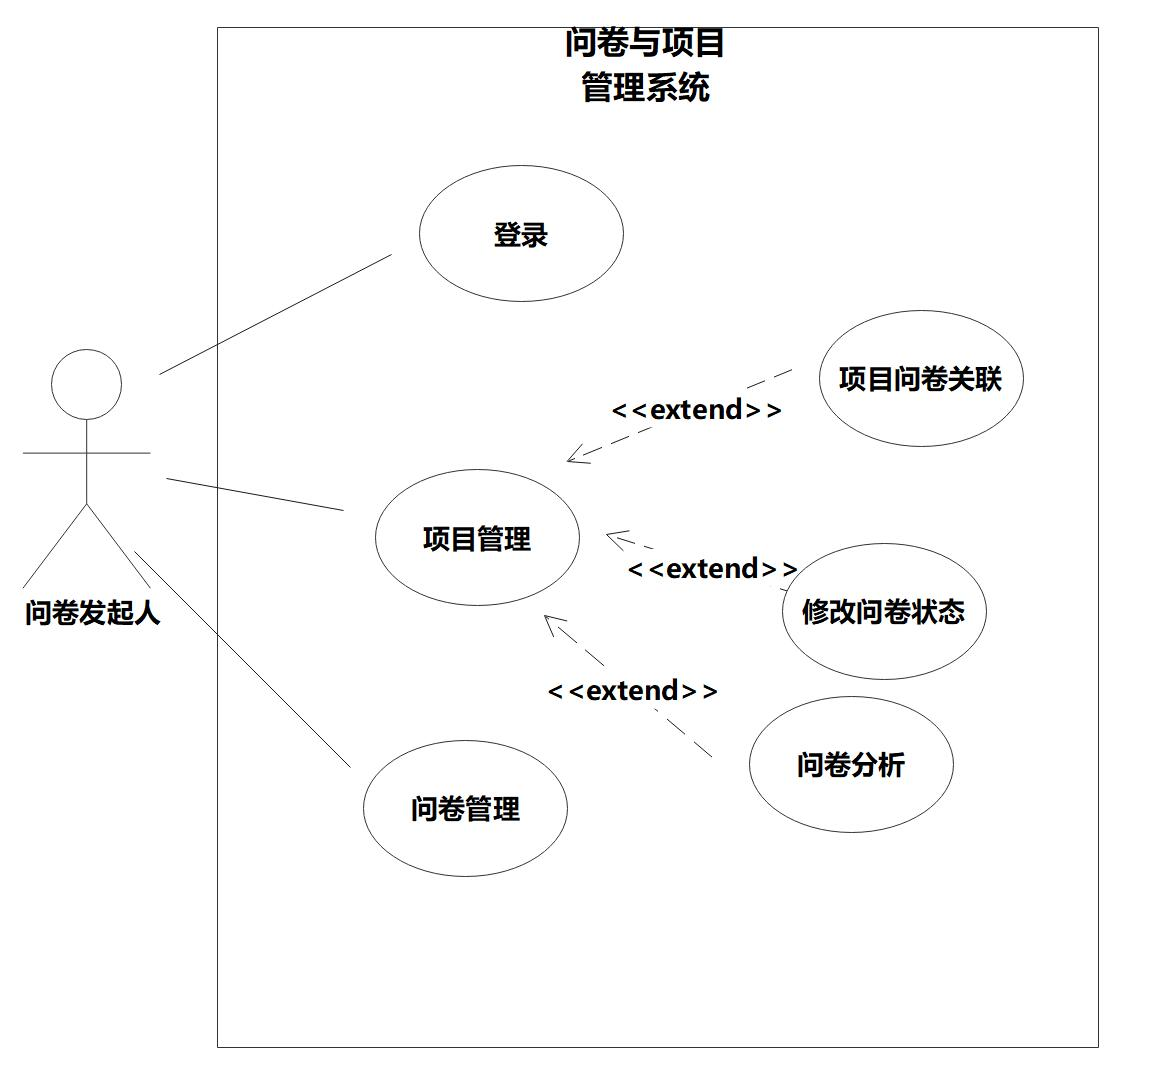 问卷与项目
管理系统
登录
项目问卷关联
<<extend>>
项目管理
<<extend>>
修改问卷状态
问卷发起人
<<extend>>
问卷分析
问卷管理